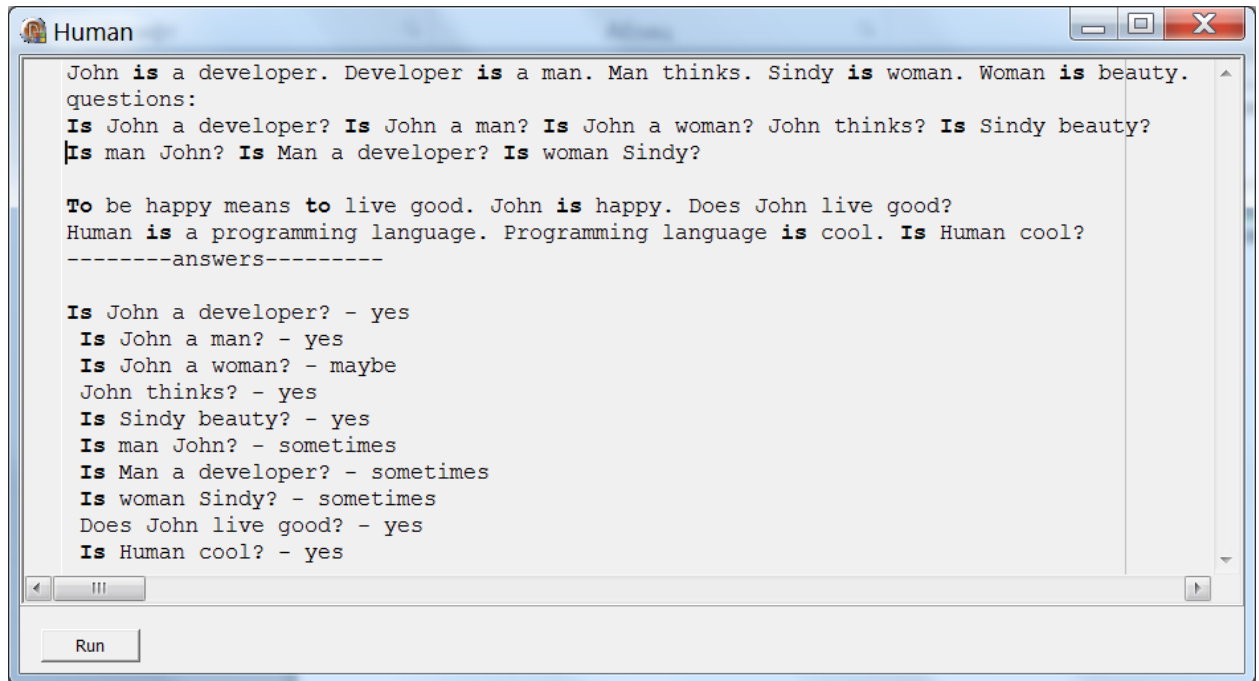 Human
John is a developer. Developer is a man. Man thinks. Sindy is woman. Woman is beauty.
questions:
Is John a developer? Is John a man? Is John a woman? John thinks? Is Sindy beauty?
Is man John? Is Man a developer? Is woman Sindy?
To be happy means to live good. John is happy. Does John live good?
Human is a programming language. Programming language is cool. Is Human cool?
--------answers---------
Is John a developer? - yes
Is John a man? - yes
Is John a woman? - maybe
John thinks? - yes
Is Sindy beauty? - yes
Is man John? - sometimes
Is Man a developer? - sometimes
Is woman Sindy? - sometimes
Does John live good? - yes
Is Human cool? - yes
Run